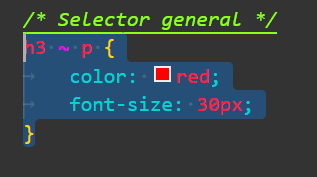 /* Selector general */
h3 ~ p {
    color: red;
    font-size: 30px;
}